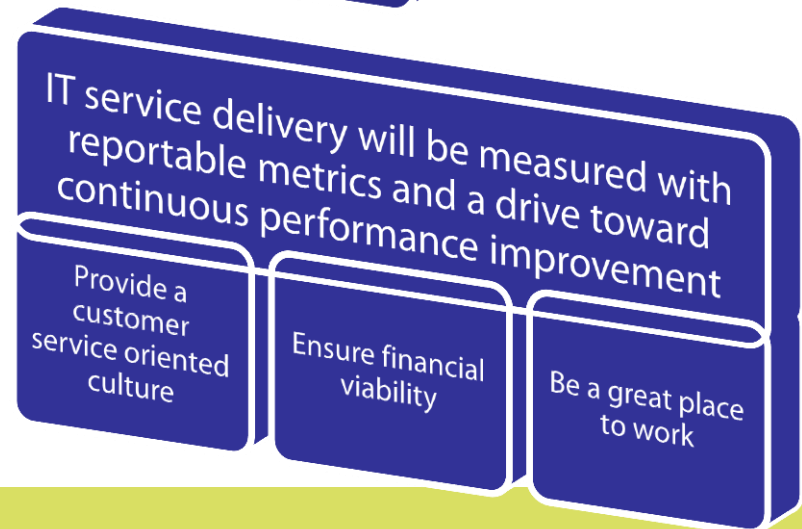 IT service delivery will be measured with
reportable metrics and a drive toward
continuous performance improvement
Provide a
customer
service oriented
culture
Ensure financial
viability
Be a great place
to work